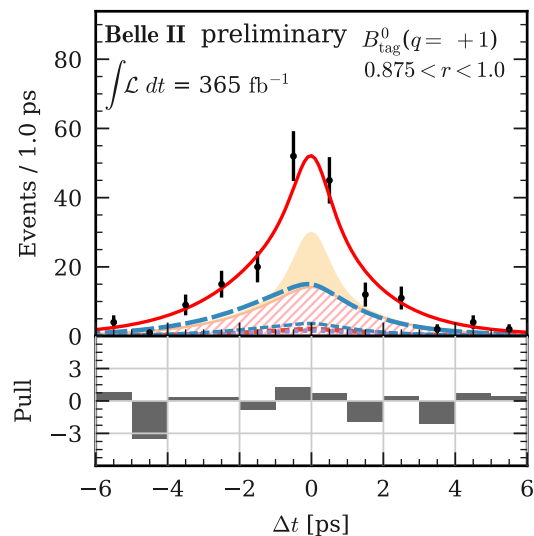 Belle II preliminary
B⁰_tag(q = +1)
0.875 < r < 1.0
∫ℒ dt = 365 fb⁻¹
Events / 1.0 ps
80
60
40
20
0
Pull
3
0
−3
−6 −4 −2 0 2 4 6
Δt [ps]